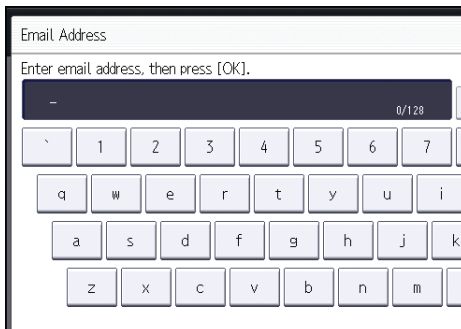 Email Address
Enter email address, then press [OK].
_
0/128
` 1 2 3 4 5 6 7
q w e r t y u i
a s d f g h j k
z x c v b n m